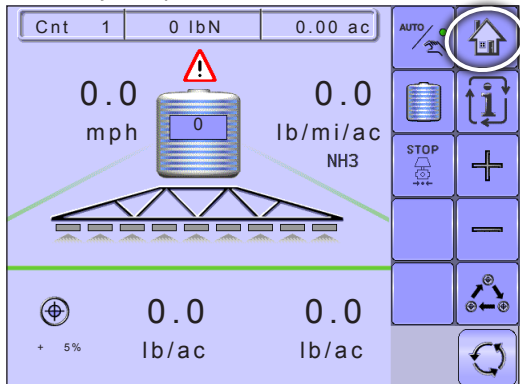 Cnt 1 0 lbN 0.00 ac
AUTO
0.0 0 0.0
mph lb/mi/ac
NH3
STOP
0.0 0.0
+ 5% lb/ac lb/ac